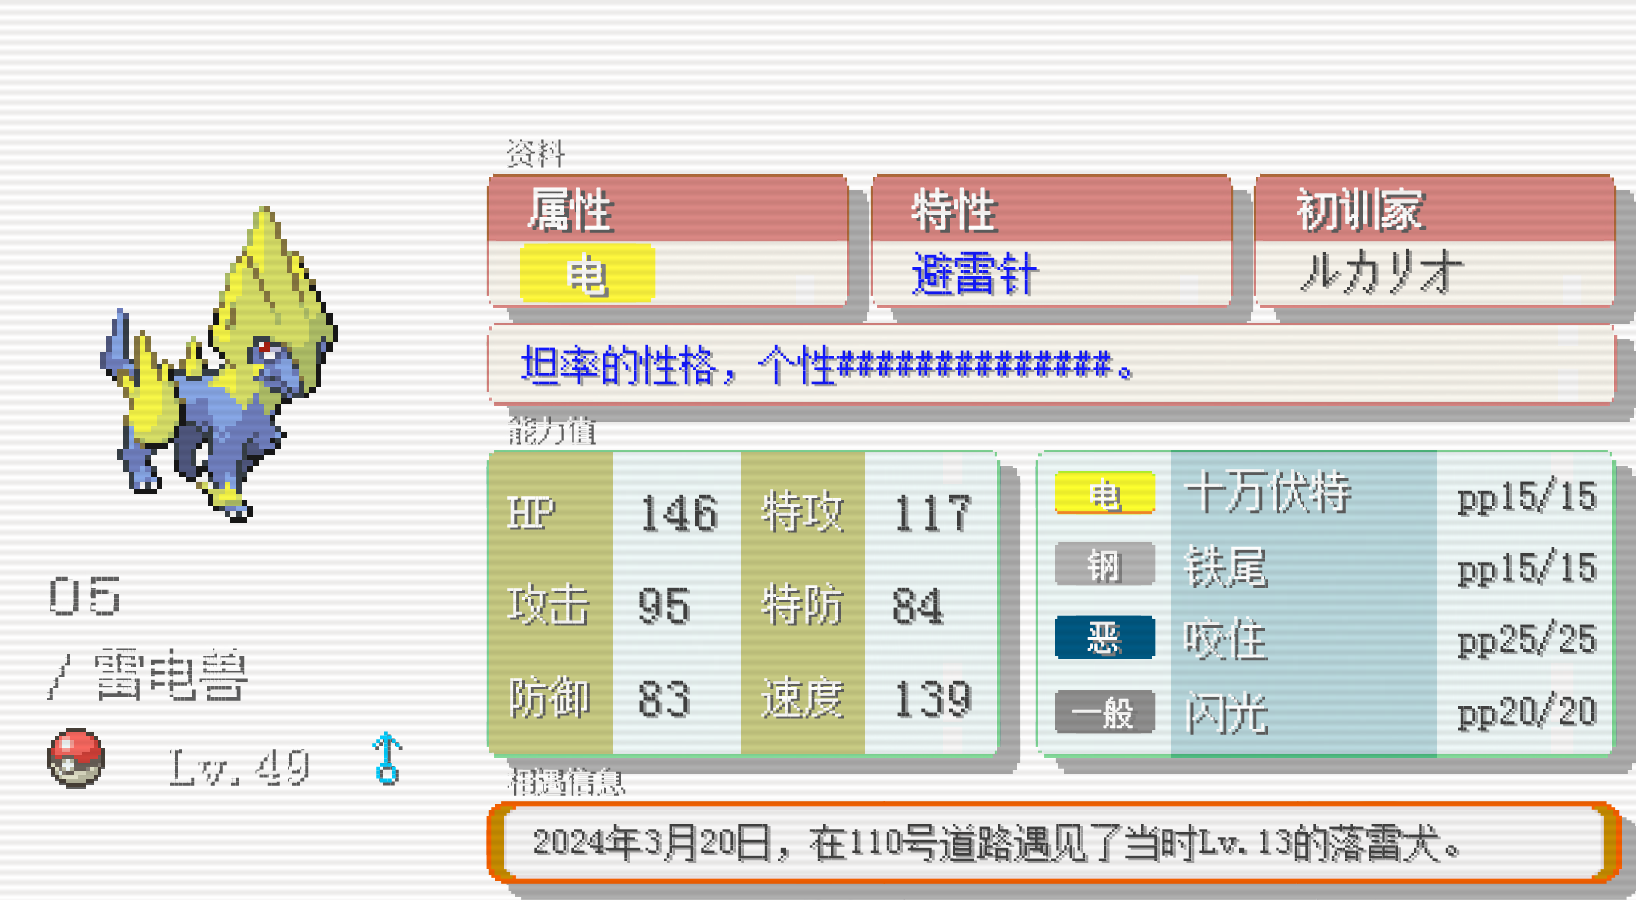 资料
属性 特性 初训家
电 避雷针 ルカリオ
坦率的性格，个性##############。
能力值
HP 146 特攻 117
攻击 95 特防 84
防御 83 速度 139
电 十万伏特 pp15/15
钢 铁尾 pp15/15
恶 咬住 pp25/25
一般 闪光 pp20/20
05
/ 雷电兽
Lv.49 ♂
相遇信息
2024年3月20日，在110号道路遇见了当时Lv.13的落雷犬。